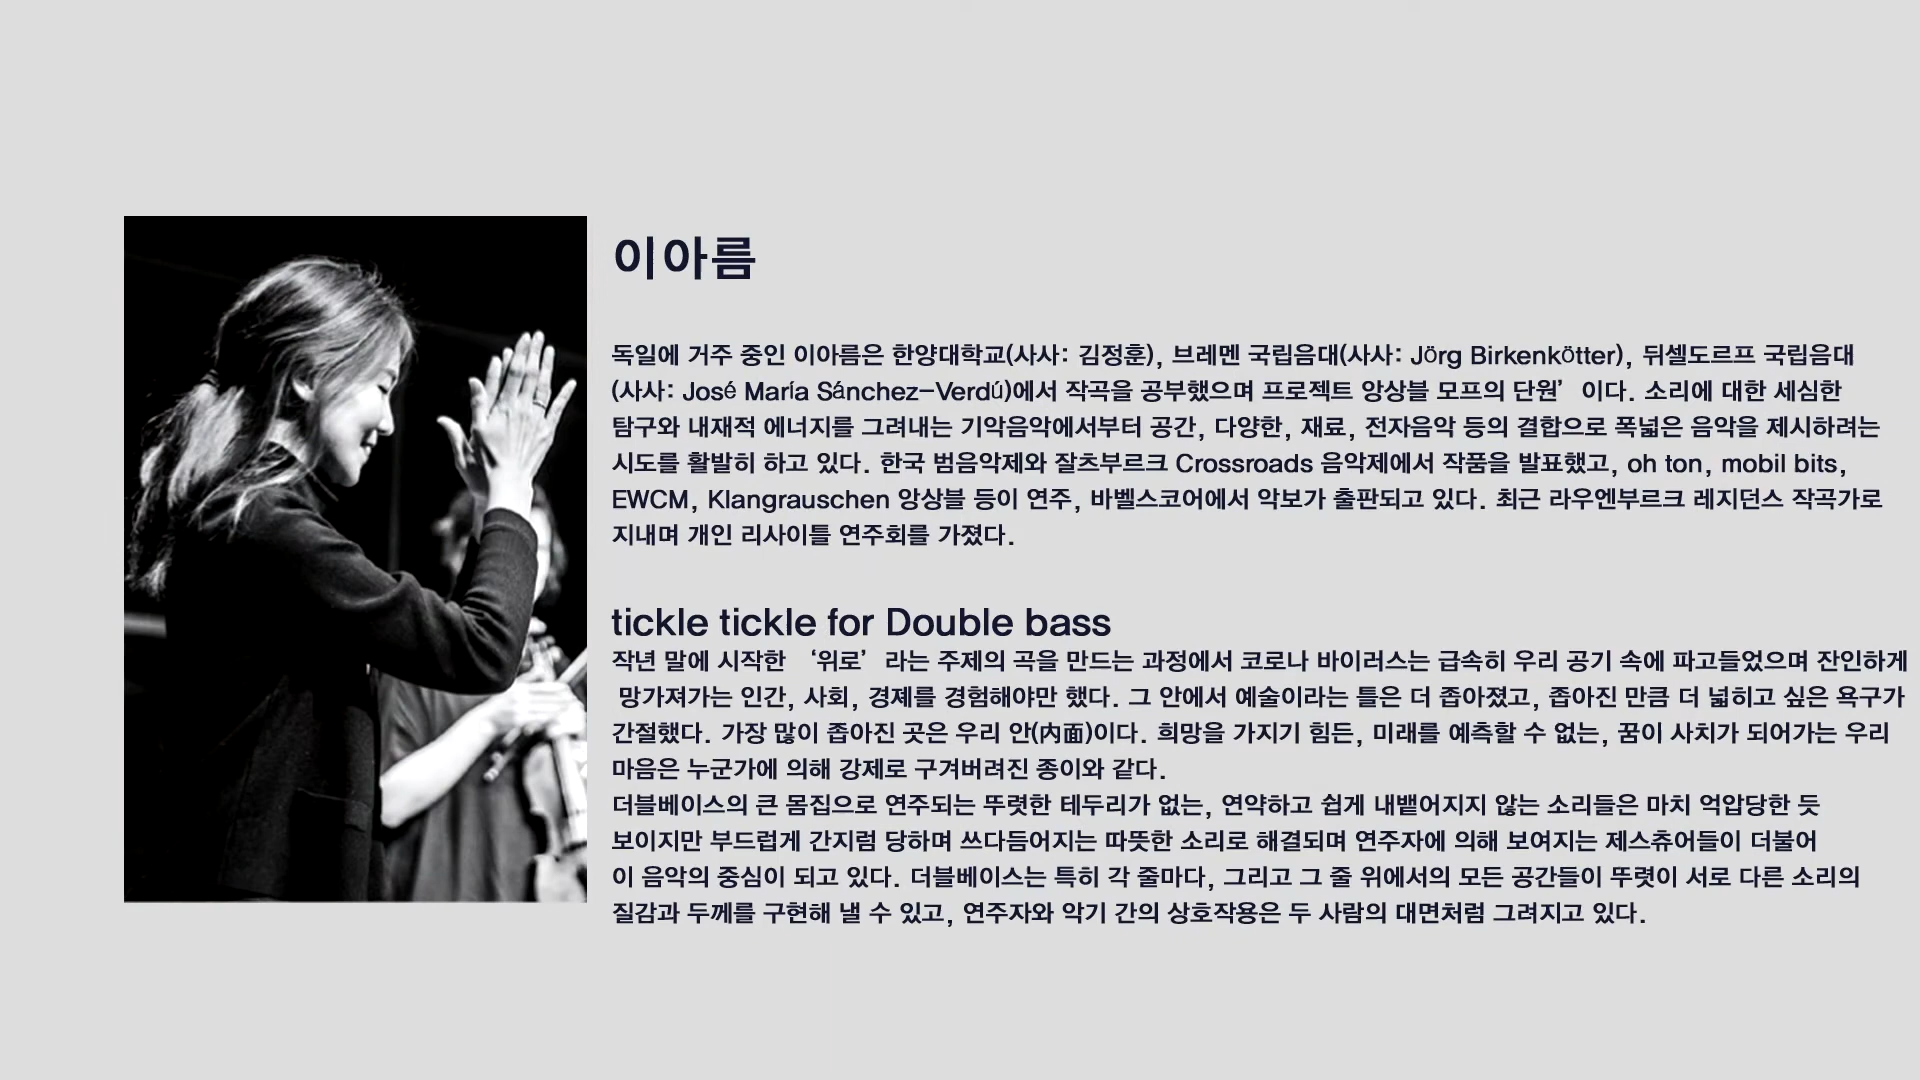 이아름
독일에 거주 중인 이아름은 한양대학교(사사: 김정훈), 브레멘 국립음대(사사: Jörg Birkenkötter), 뒤셀도르프 국립음대
(사사: José María Sánchez-Verdú)에서 작곡을 공부했으며 프로젝트 앙상블 모프의 단원’ 이다. 소리에 대한 세심한
탐구와 내재적 에너지를 그려내는 기악음악에서부터 공간, 다양한, 재료, 전자음악 등의 결합으로 폭넓은 음악을 제시하려는
시도를 활발히 하고 있다. 한국 범음악제와 잘츠부르크 Crossroads 음악제에서 작품을 발표했고, oh ton, mobil bits,
EWCM, Klangrauschen 앙상블 등이 연주, 바벨스코어에서 악보가 출판되고 있다. 최근 라우엔부르크 레지던스 작곡가로
지내며 개인 리사이틀 연주회를 가졌다.
tickle tickle for Double bass
작년 말에 시작한 ‘위로’ 라는 주제의 곡을 만드는 과정에서 코로나 바이러스는 급속히 우리 공기 속에 파고들었으며 잔인하게
망가져가는 인간, 사회, 경제를 경험해야만 했다. 그 안에서 예술이라는 틀은 더 좁아졌고, 좁아진 만큼 더 넓히고 싶은 욕구가
간절했다. 가장 많이 좁아진 곳은 우리 안(內面)이다. 희망을 가지기 힘든, 미래를 예측할 수 없는, 꿈이 사치가 되어가는 우리
마음은 누군가에 의해 강제로 구겨버려진 종이와 같다.
더블베이스의 큰 몸집으로 연주되는 뚜렷한 테두리가 없는, 연약하고 쉽게 내뱉어지지 않는 소리들은 마치 억압당한 듯
보이지만 부드럽게 간지럼 당하며 쓰다듬어지는 따뜻한 소리로 해결되며 연주자에 의해 보여지는 제스츄어들이 더불어
이 음악의 중심이 되고 있다. 더블베이스는 특히 각 줄마다, 그리고 그 줄 위에서의 모든 공간들이 뚜렷이 서로 다른 소리의
질감과 두께를 구현해 낼 수 있고, 연주자와 악기 간의 상호작용은 두 사람의 대면처럼 그려지고 있다.